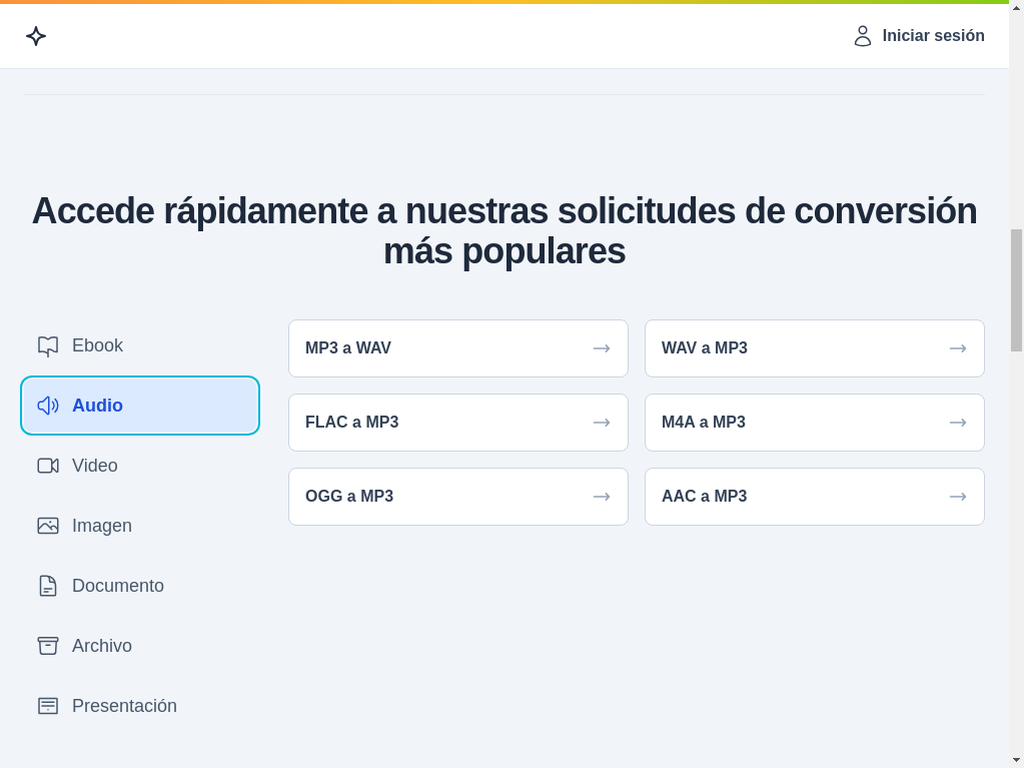 Iniciar sesión
Accede rápidamente a nuestras solicitudes de conversión
más populares
Ebook
Audio
Video
Imagen
Documento
Archivo
Presentación
MP3 a WAV
WAV a MP3
FLAC a MP3
M4A a MP3
OGG a MP3
AAC a MP3